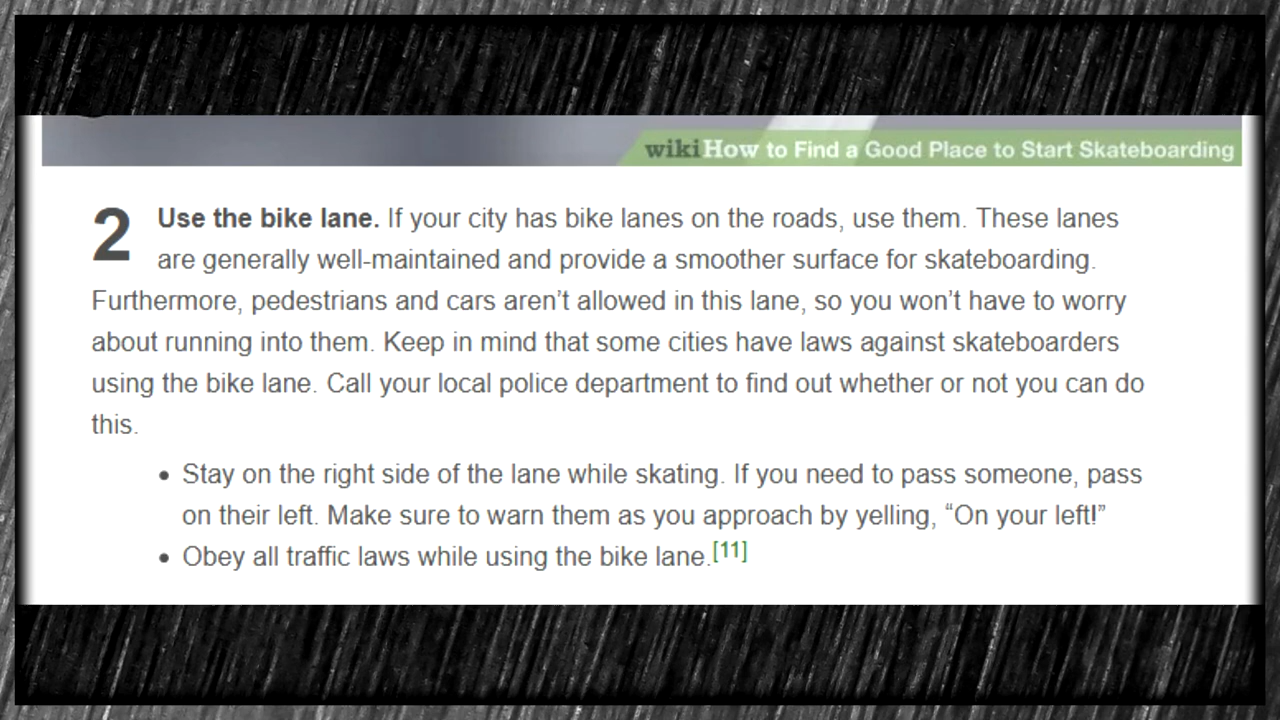 wikiHow to Find a Good Place to Start Skateboarding
2 Use the bike lane. If your city has bike lanes on the roads, use them. These lanes
are generally well-maintained and provide a smoother surface for skateboarding.
Furthermore, pedestrians and cars aren’t allowed in this lane, so you won’t have to worry
about running into them. Keep in mind that some cities have laws against skateboarders
using the bike lane. Call your local police department to find out whether or not you can do
this.
• Stay on the right side of the lane while skating. If you need to pass someone, pass
on their left. Make sure to warn them as you approach by yelling, “On your left!”
• Obey all traffic laws while using the bike lane.[11]